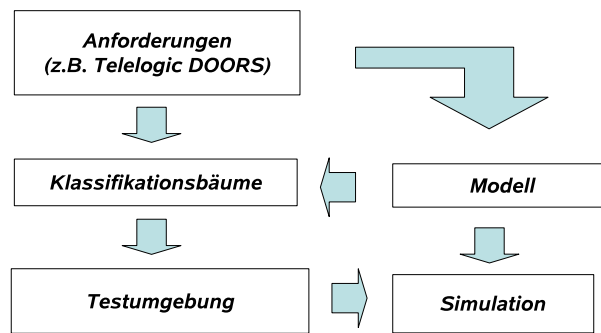 Anforderungen
(z.B. Telelogic DOORS)
Klassifikationsbäume
Modell
Testumgebung
Simulation